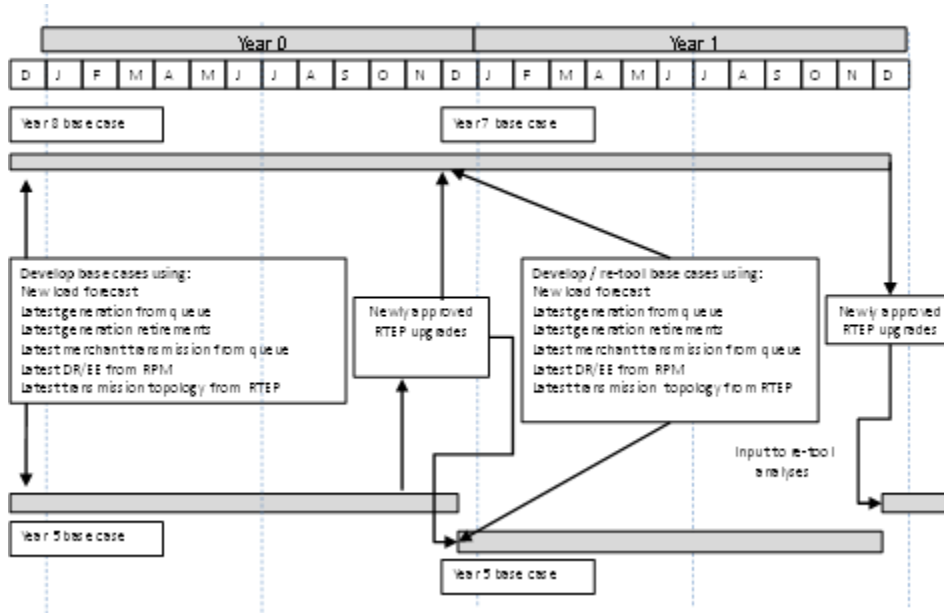 Year 0 Year 1
D J F M A M J J A S O N D J F M A M J J A S O N D
Year 8 base case Year 7 base case
Develop base cases using:
New load forecast
Latest generation from queue
Latest generation retirements
Latest merchant transmission from queue
Latest DR/EE from RPM
Latest transmission topology from RTEP
Newly approved
RTEP upgrades
Develop / re-tool base cases using:
New load forecast
Latest generation from queue
Latest generation retirements
Latest merchant transmission from queue
Latest DR/EE from RPM
Latest transmission topology from RTEP
Newly approved
RTEP upgrades
Input to re-tool
analyses
Year 5 base case
Year 5 base case